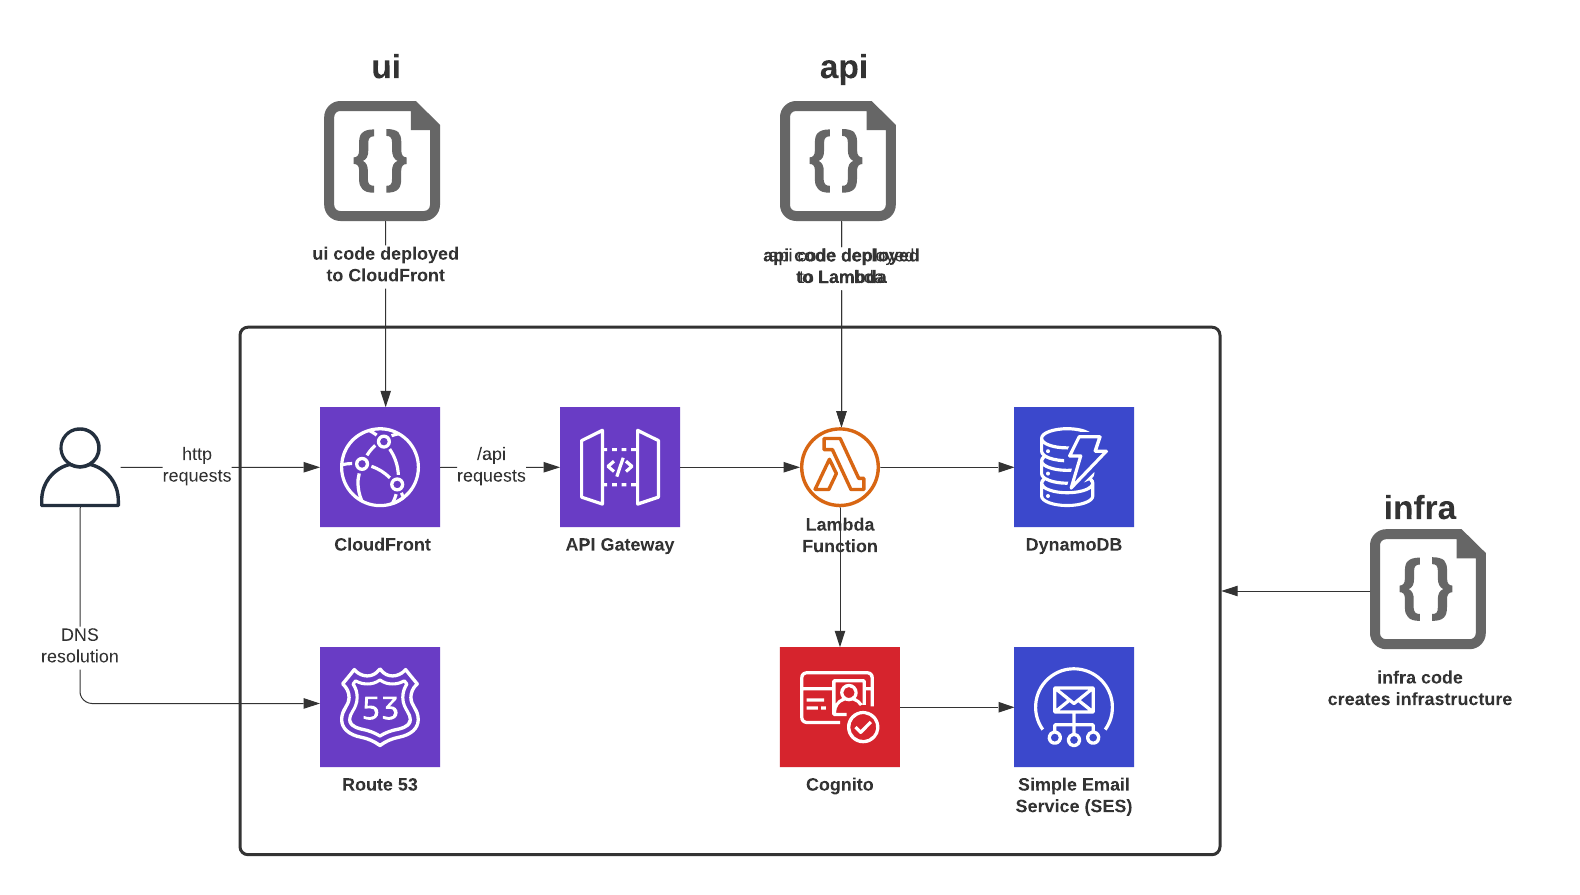 ui
api
{ }
{ }
ui code deployed
to CloudFront
api code deployed
to Lambda
http
requests
/api
requests
</>
CloudFront
API Gateway
Lambda
Function
DynamoDB
infra
{ }
DNS
resolution
infra code
creates infrastructure
53
Route 53
Cognito
Simple Email
Service (SES)